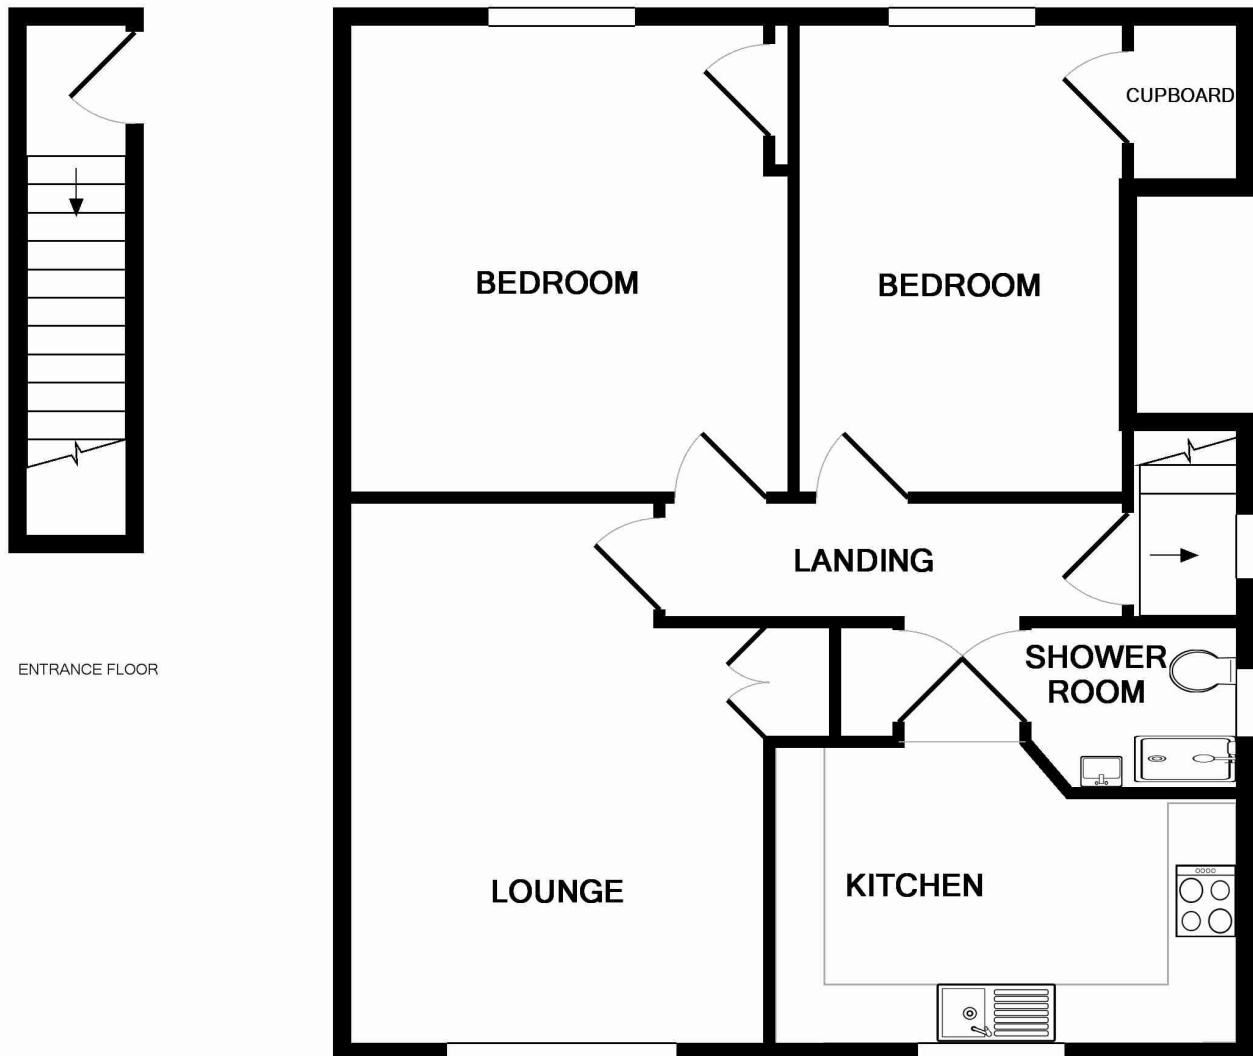 CUPBOARD
BEDROOM
BEDROOM
LANDING
ENTRANCE FLOOR
SHOWER
ROOM
LOUNGE
KITCHEN